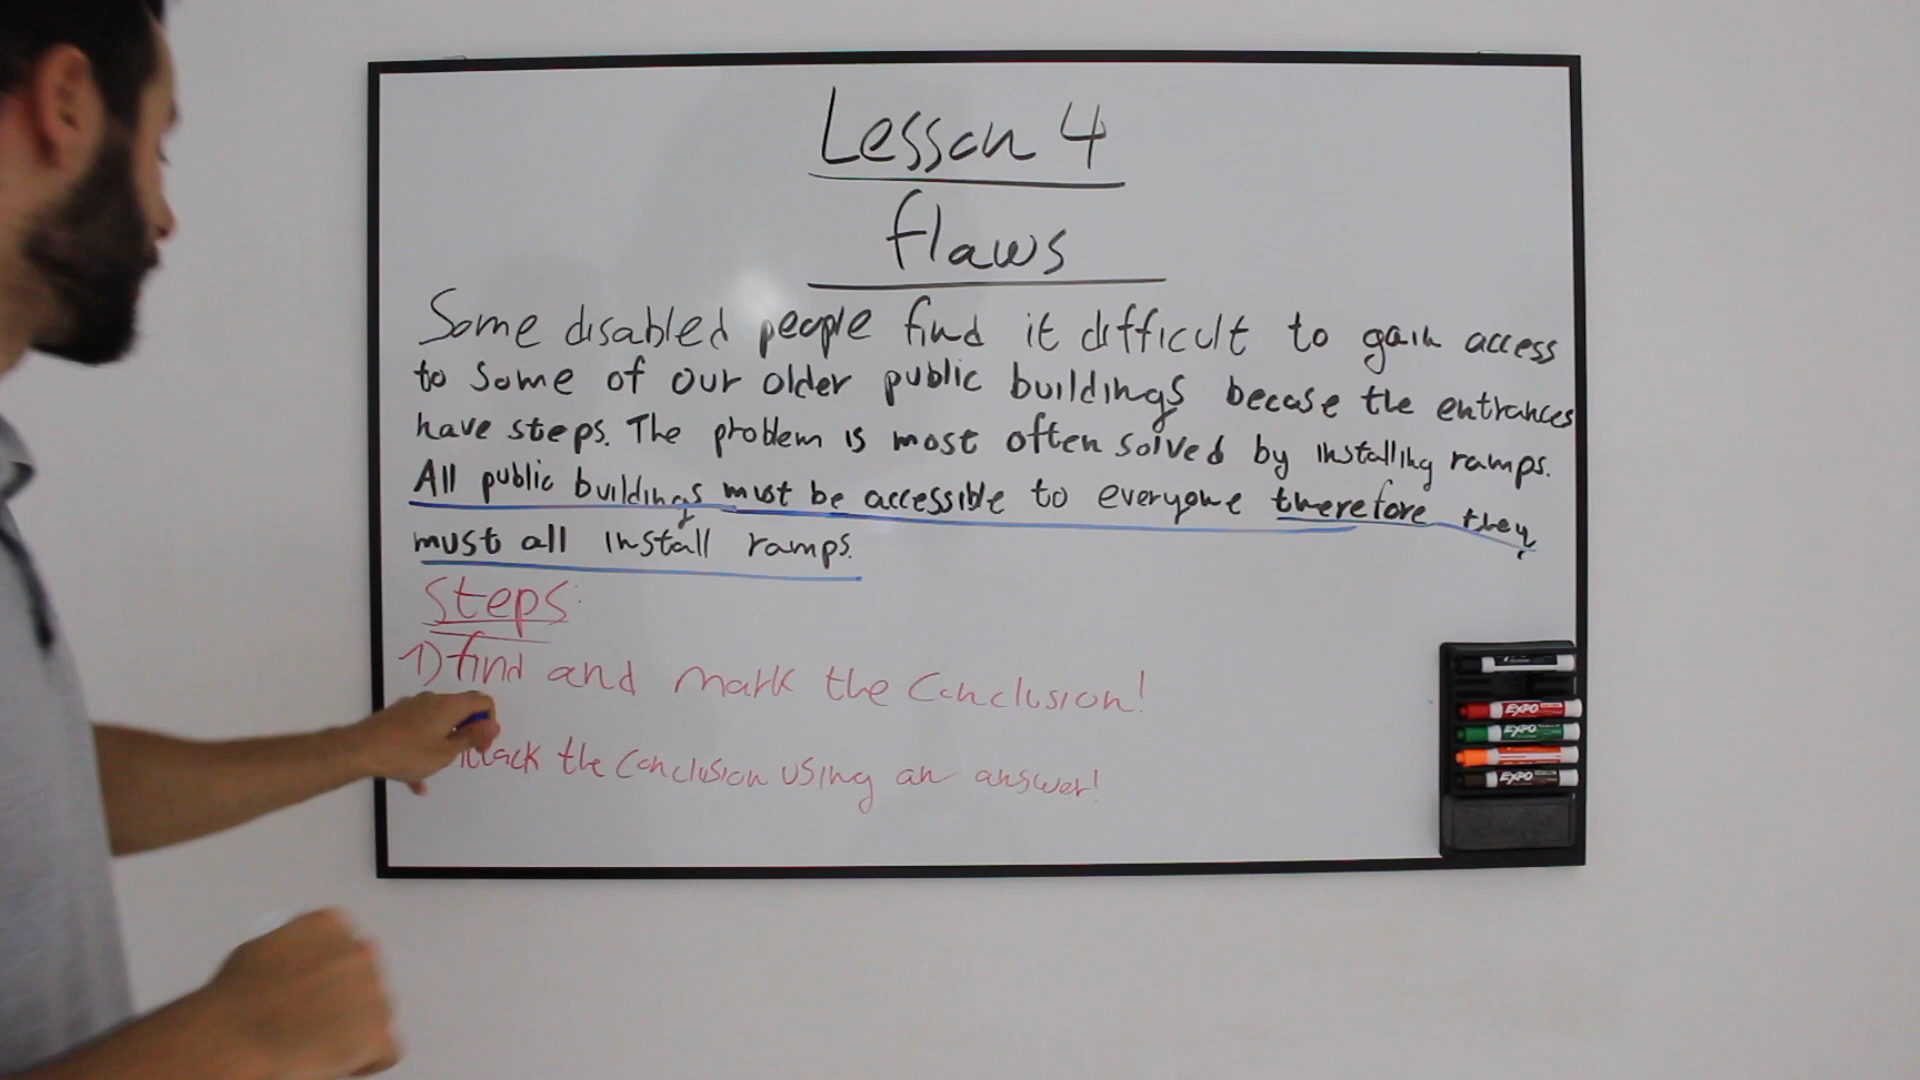 Lesson 4
flaws
Some disabled people find it difficult to gain access
to some of our older public buildings becase the entrances
have steps. The problem is most often solved by installing ramps.
All public buildings must be accessible to everyone therefore they
must all install ramps.
Steps:
1) find and mark the conclusion!
the conclusion using an answer!
EXPO
EXPO
EXPO